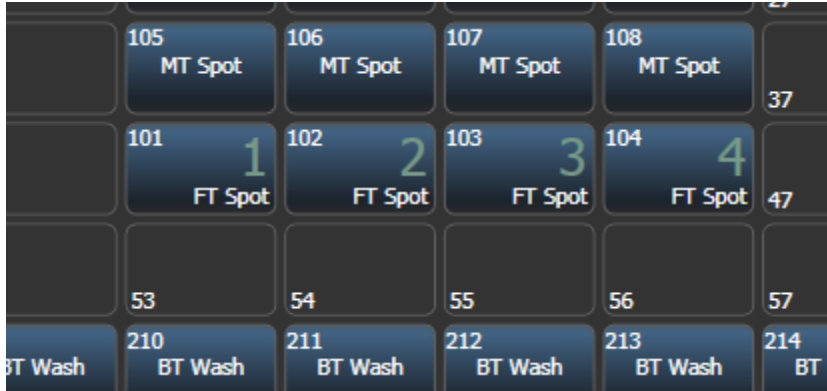 27
105 106 107 108
MT Spot MT Spot MT Spot MT Spot
37
101 1 102 2 103 3 104 4
FT Spot FT Spot FT Spot FT Spot 47
53 54 55 56 57
210 211 212 213 214
BT Wash BT Wash BT Wash BT Wash BT Wash BT